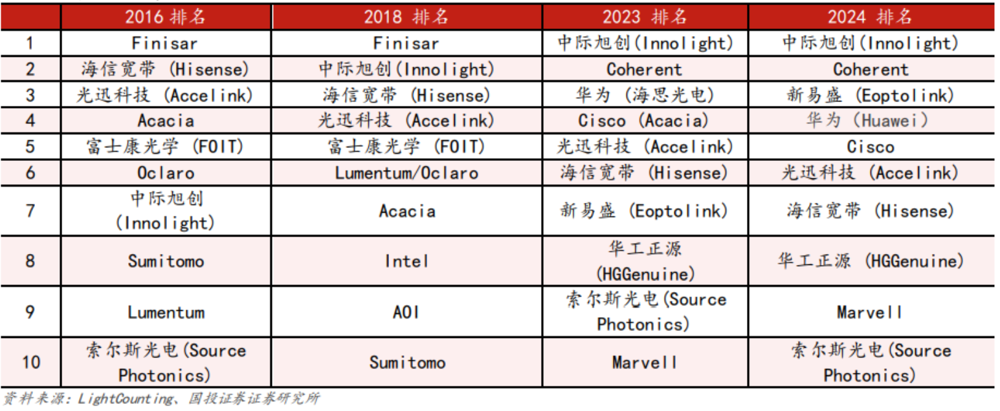 2016 排名 2018 排名 2023 排名 2024 排名
1 Finisar Finisar 中际旭创(Innolight) 中际旭创(Innolight)
2 海信宽带 (Hisense) 中际旭创(Innolight) Coherent Coherent
3 光迅科技 (Accelink) 海信宽带 (Hisense) 华为 (海思光电) 新易盛 (Eoptolink)
4 Acacia 光迅科技 (Accelink) Cisco (Acacia) 华为 (Huawei)
5 富士康光学 (FOIT) 富士康光学 (FOIT) 光迅科技 (Accelink) Cisco
6 Oclaro Lumentum/Oclaro 海信宽带 (Hisense) 光迅科技 (Accelink)
7 中际旭创 (Innolight) Acacia 新易盛 (Eoptolink) 海信宽带 (Hisense)
8 Sumitomo Intel 华工正源 (HGGenuine) 华工正源 (HGGenuine)
9 Lumentum AOI 索尔斯光电(Source Photonics) Marvell
10 索尔斯光电(Source Photonics) Sumitomo Marvell 索尔斯光电(Source Photonics)
资料来源: LightCounting、国投证券证券研究所